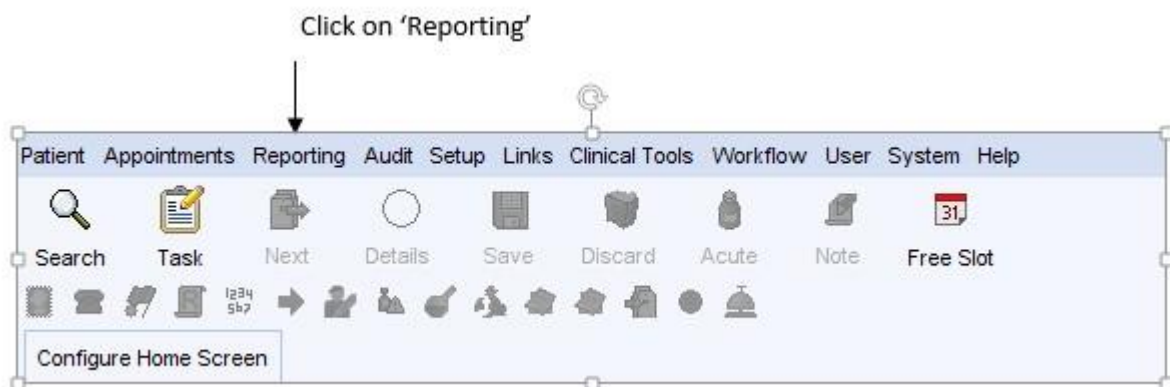 Click on ‘Reporting’
Patient Appointments Reporting Audit Setup Links Clinical Tools Workflow User System Help
31
Search Task Next Details Save Discard Acute Note Free Slot
R 1234
567
Configure Home Screen